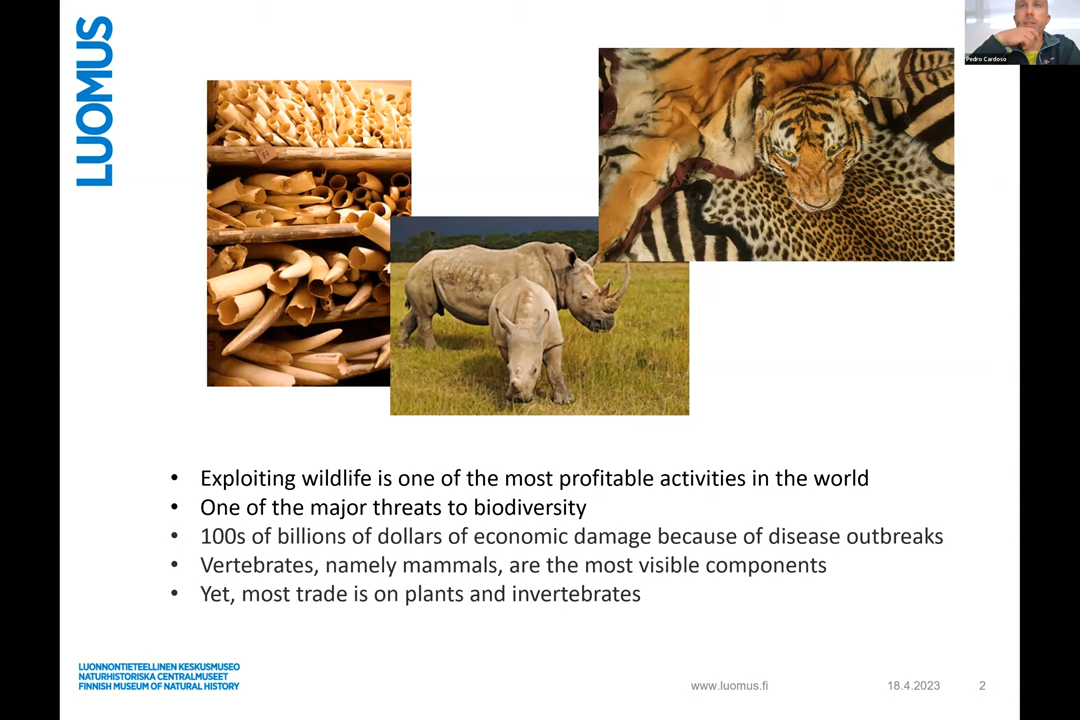 LUOMUS
Pedro Cardoso
• Exploiting wildlife is one of the most profitable activities in the world
• One of the major threats to biodiversity
• 100s of billions of dollars of economic damage because of disease outbreaks
• Vertebrates, namely mammals, are the most visible components
• Yet, most trade is on plants and invertebrates
LUONNONTIETEELLINEN KESKUSMUSEO
NATURHISTORISKA CENTRALMUSEET
FINNISH MUSEUM OF NATURAL HISTORY
www.luomus.fi
18.4.2023
2